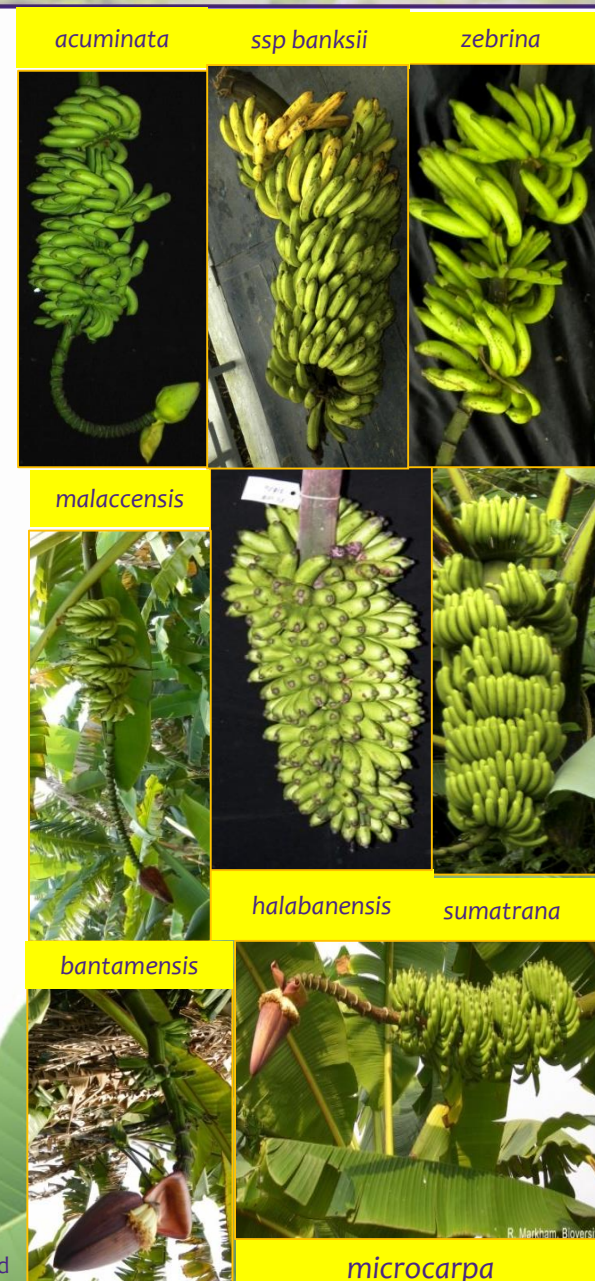 acuminata
ssp banksii
zebrina
malaccensis
halabanensis
sumatrana
bantamensis
R. Markham, Bioversi
d
microcarpa